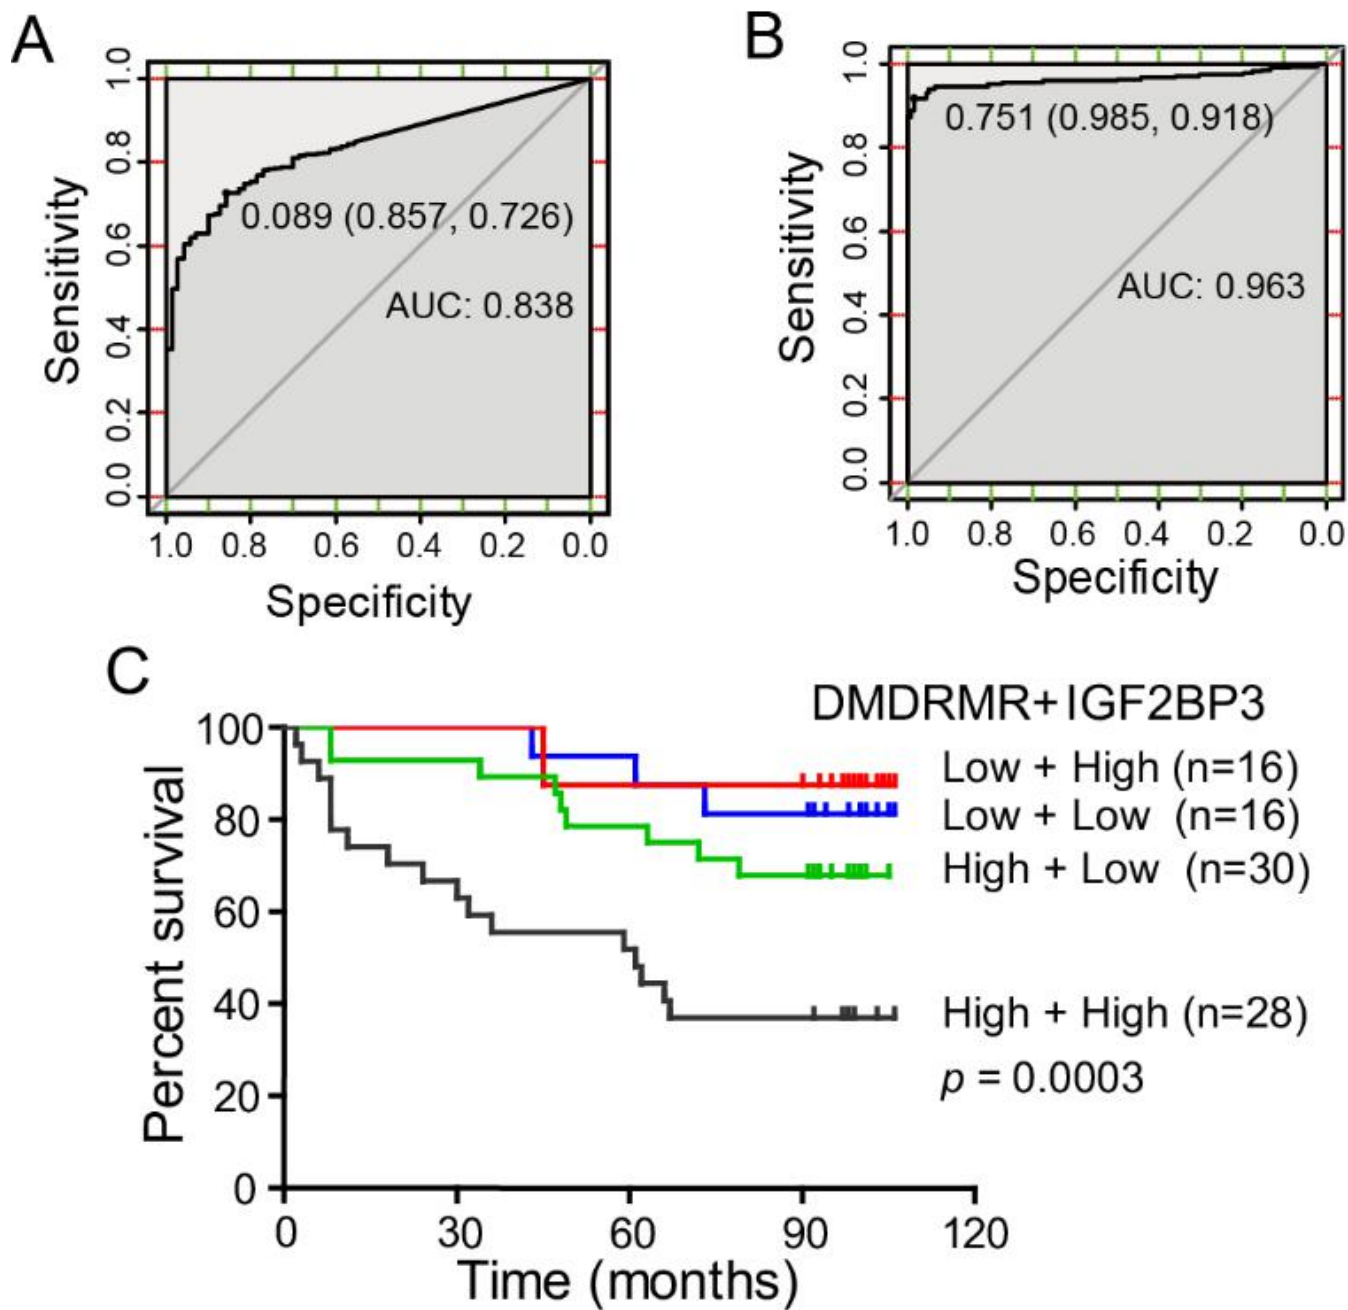 A
1.0
0.8
0.6
0.4
0.2
0.0
Sensitivity
0.089 (0.857, 0.726)
AUC: 0.838
1.0 0.8 0.6 0.4 0.2 0.0
Specificity
B
1.0
0.8
0.6
0.4
0.2
0.0
Sensitivity
0.751 (0.985, 0.918)
AUC: 0.963
1.0 0.8 0.6 0.4 0.2 0.0
Specificity
C
100
80
60
40
20
0
Percent survival
0 30 60 90 120
Time (months)
DMDRMR+IGF2BP3
Low + High (n=16)
Low + Low (n=16)
High + Low (n=30)
High + High (n=28)
p = 0.0003